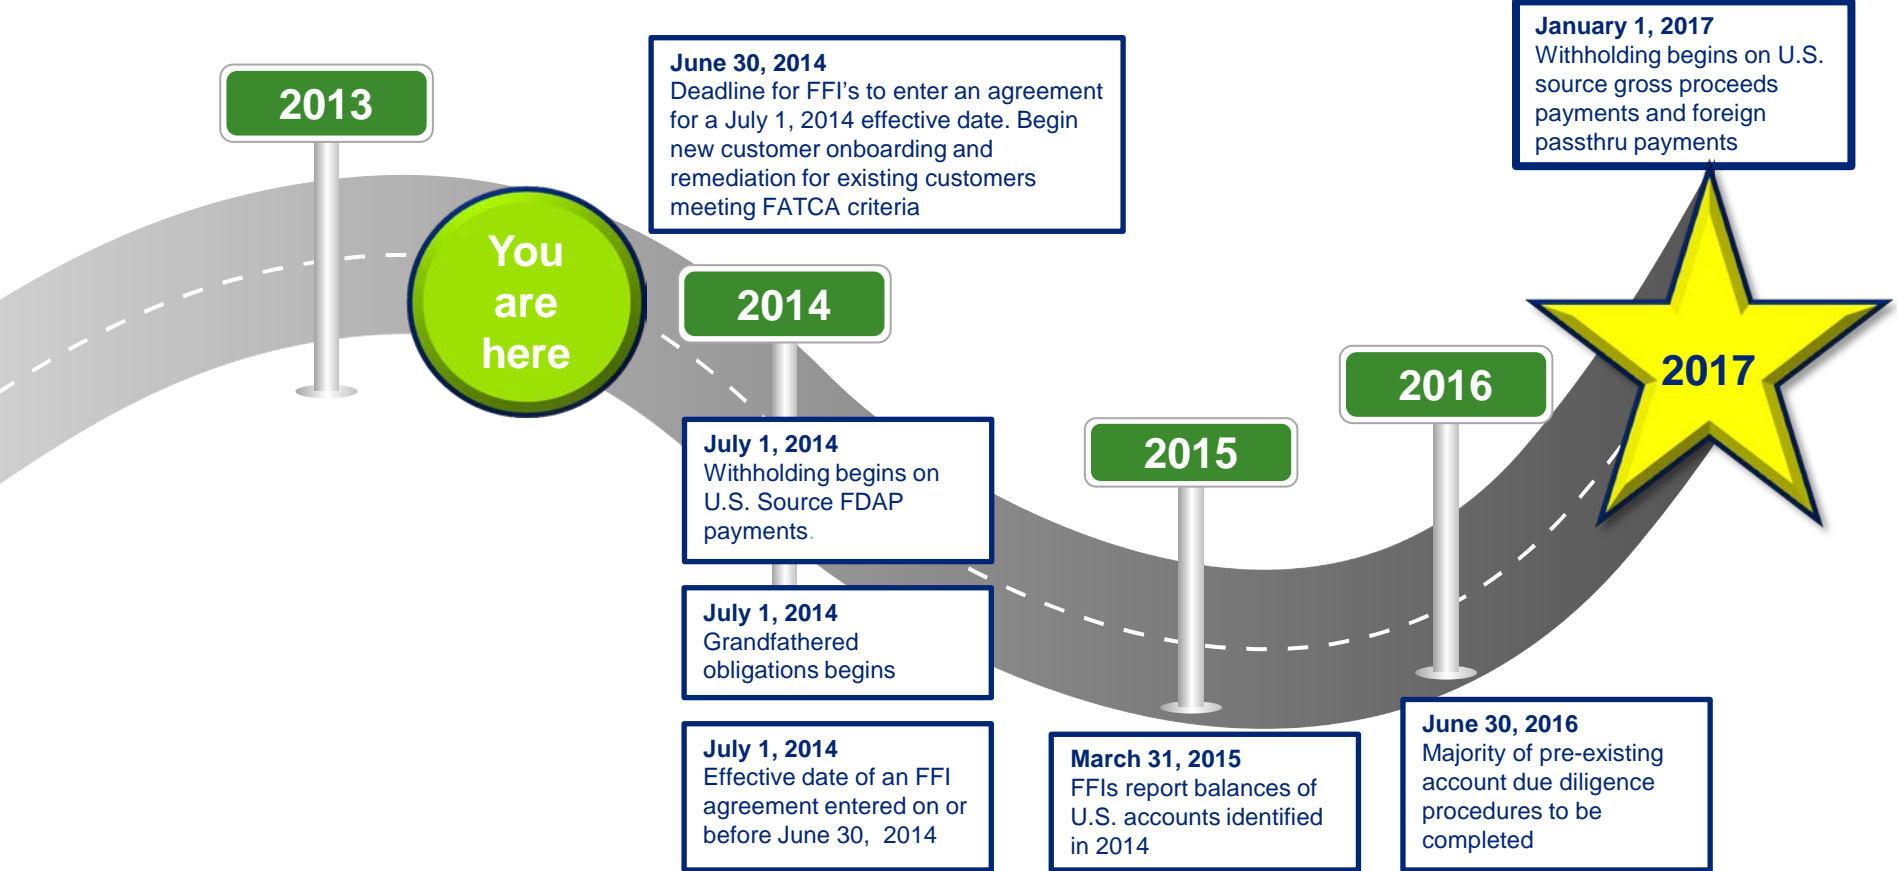 2013
You
are
here
June 30, 2014
Deadline for FFI's to enter an agreement
for a July 1, 2014 effective date. Begin
new customer onboarding and
remediation for existing customers
meeting FATCA criteria
2014
July 1, 2014
Withholding begins on
U.S. Source FDAP
payments.
July 1, 2014
Grandfathered
obligations begins
July 1, 2014
Effective date of an FFI
agreement entered on or
before June 30,  2014
2015
March 31, 2015
FFIs report balances of
U.S. accounts identified
in 2014
2016
June 30, 2016
Majority of pre-existing
account due diligence
procedures to be
completed
January 1, 2017
Withholding begins on U.S.
source gross proceeds
payments and foreign
passthru payments
2017